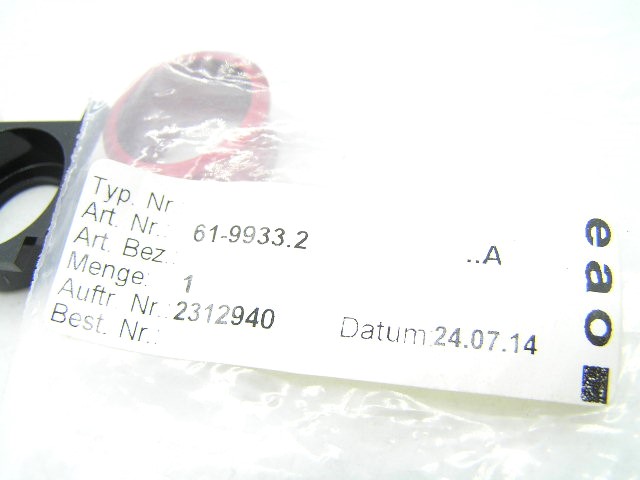 Typ. Nr
Art. Nr.: 61-9933.2 ..A
Art. Bez.:
Menge: 1
Auftr. Nr.: 2312940
Best. Nr.: Datum: 24.07.14
eao